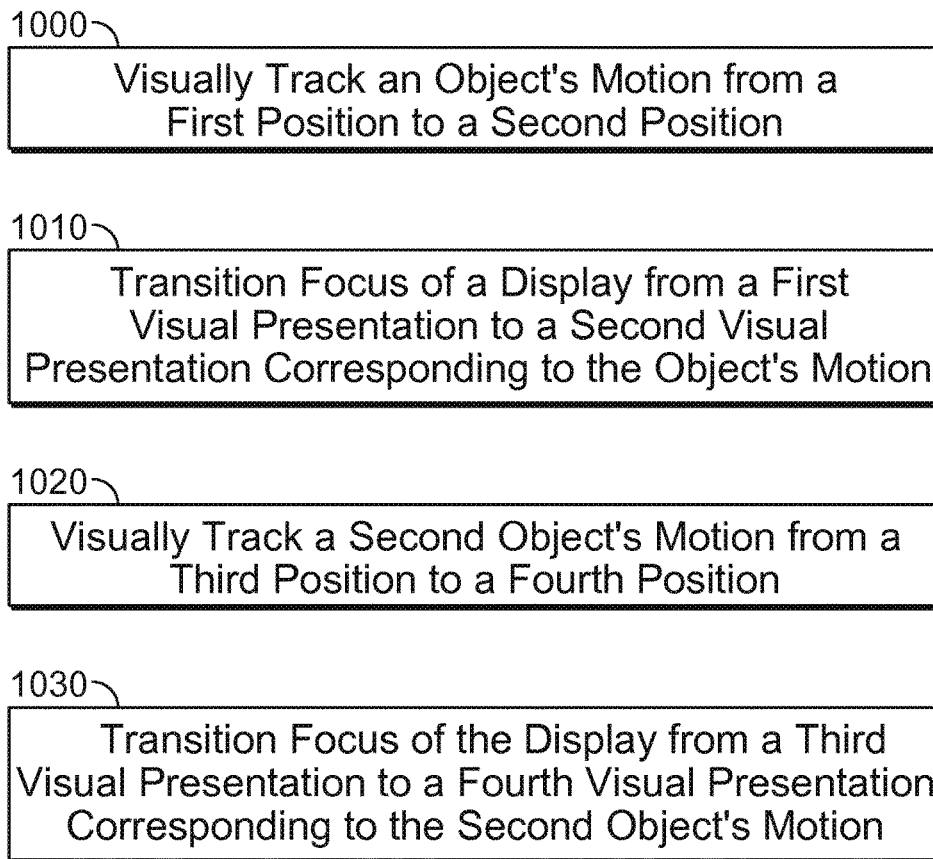 1000
Visually Track an Object's Motion from a
First Position to a Second Position
1010
Transition Focus of a Display from a First
Visual Presentation to a Second Visual
Presentation Corresponding to the Object's Motion
1020
Visually Track a Second Object's Motion from a
Third Position to a Fourth Position
1030
Transition Focus of the Display from a Third
Visual Presentation to a Fourth Visual Presentation
Corresponding to the Second Object's Motion